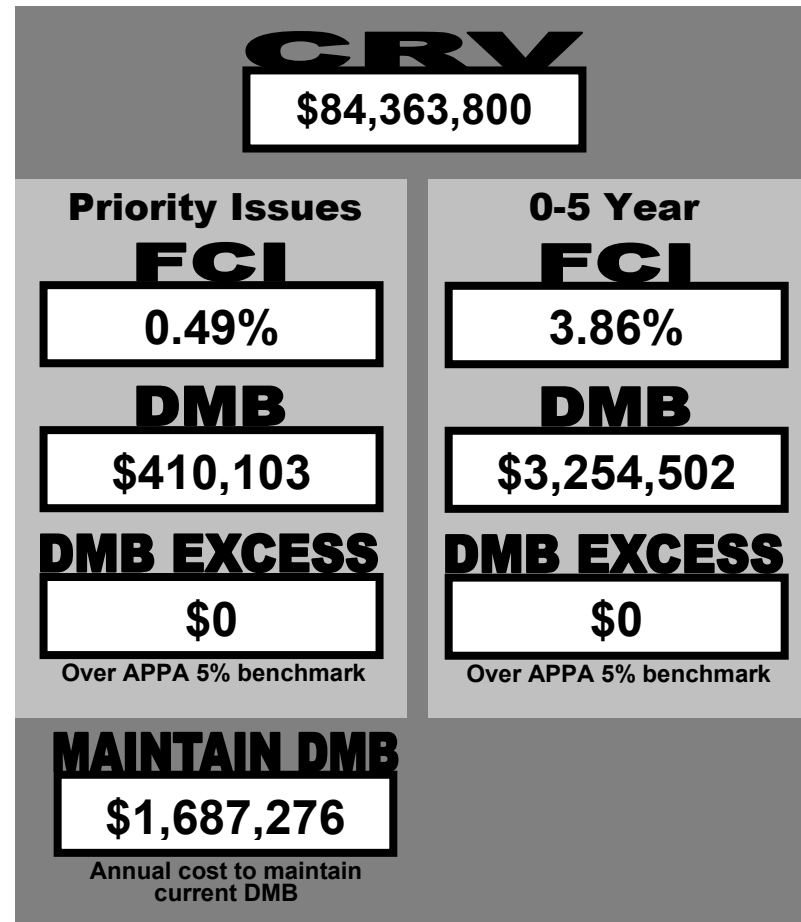 CRV
$84,363,800
Priority Issues
FCI
0.49%
DMB
$410,103
DMB EXCESS
$0
Over APPA 5% benchmark
0-5 Year
FCI
3.86%
DMB
$3,254,502
DMB EXCESS
$0
Over APPA 5% benchmark
MAINTAIN DMB
$1,687,276
Annual cost to maintain
current DMB